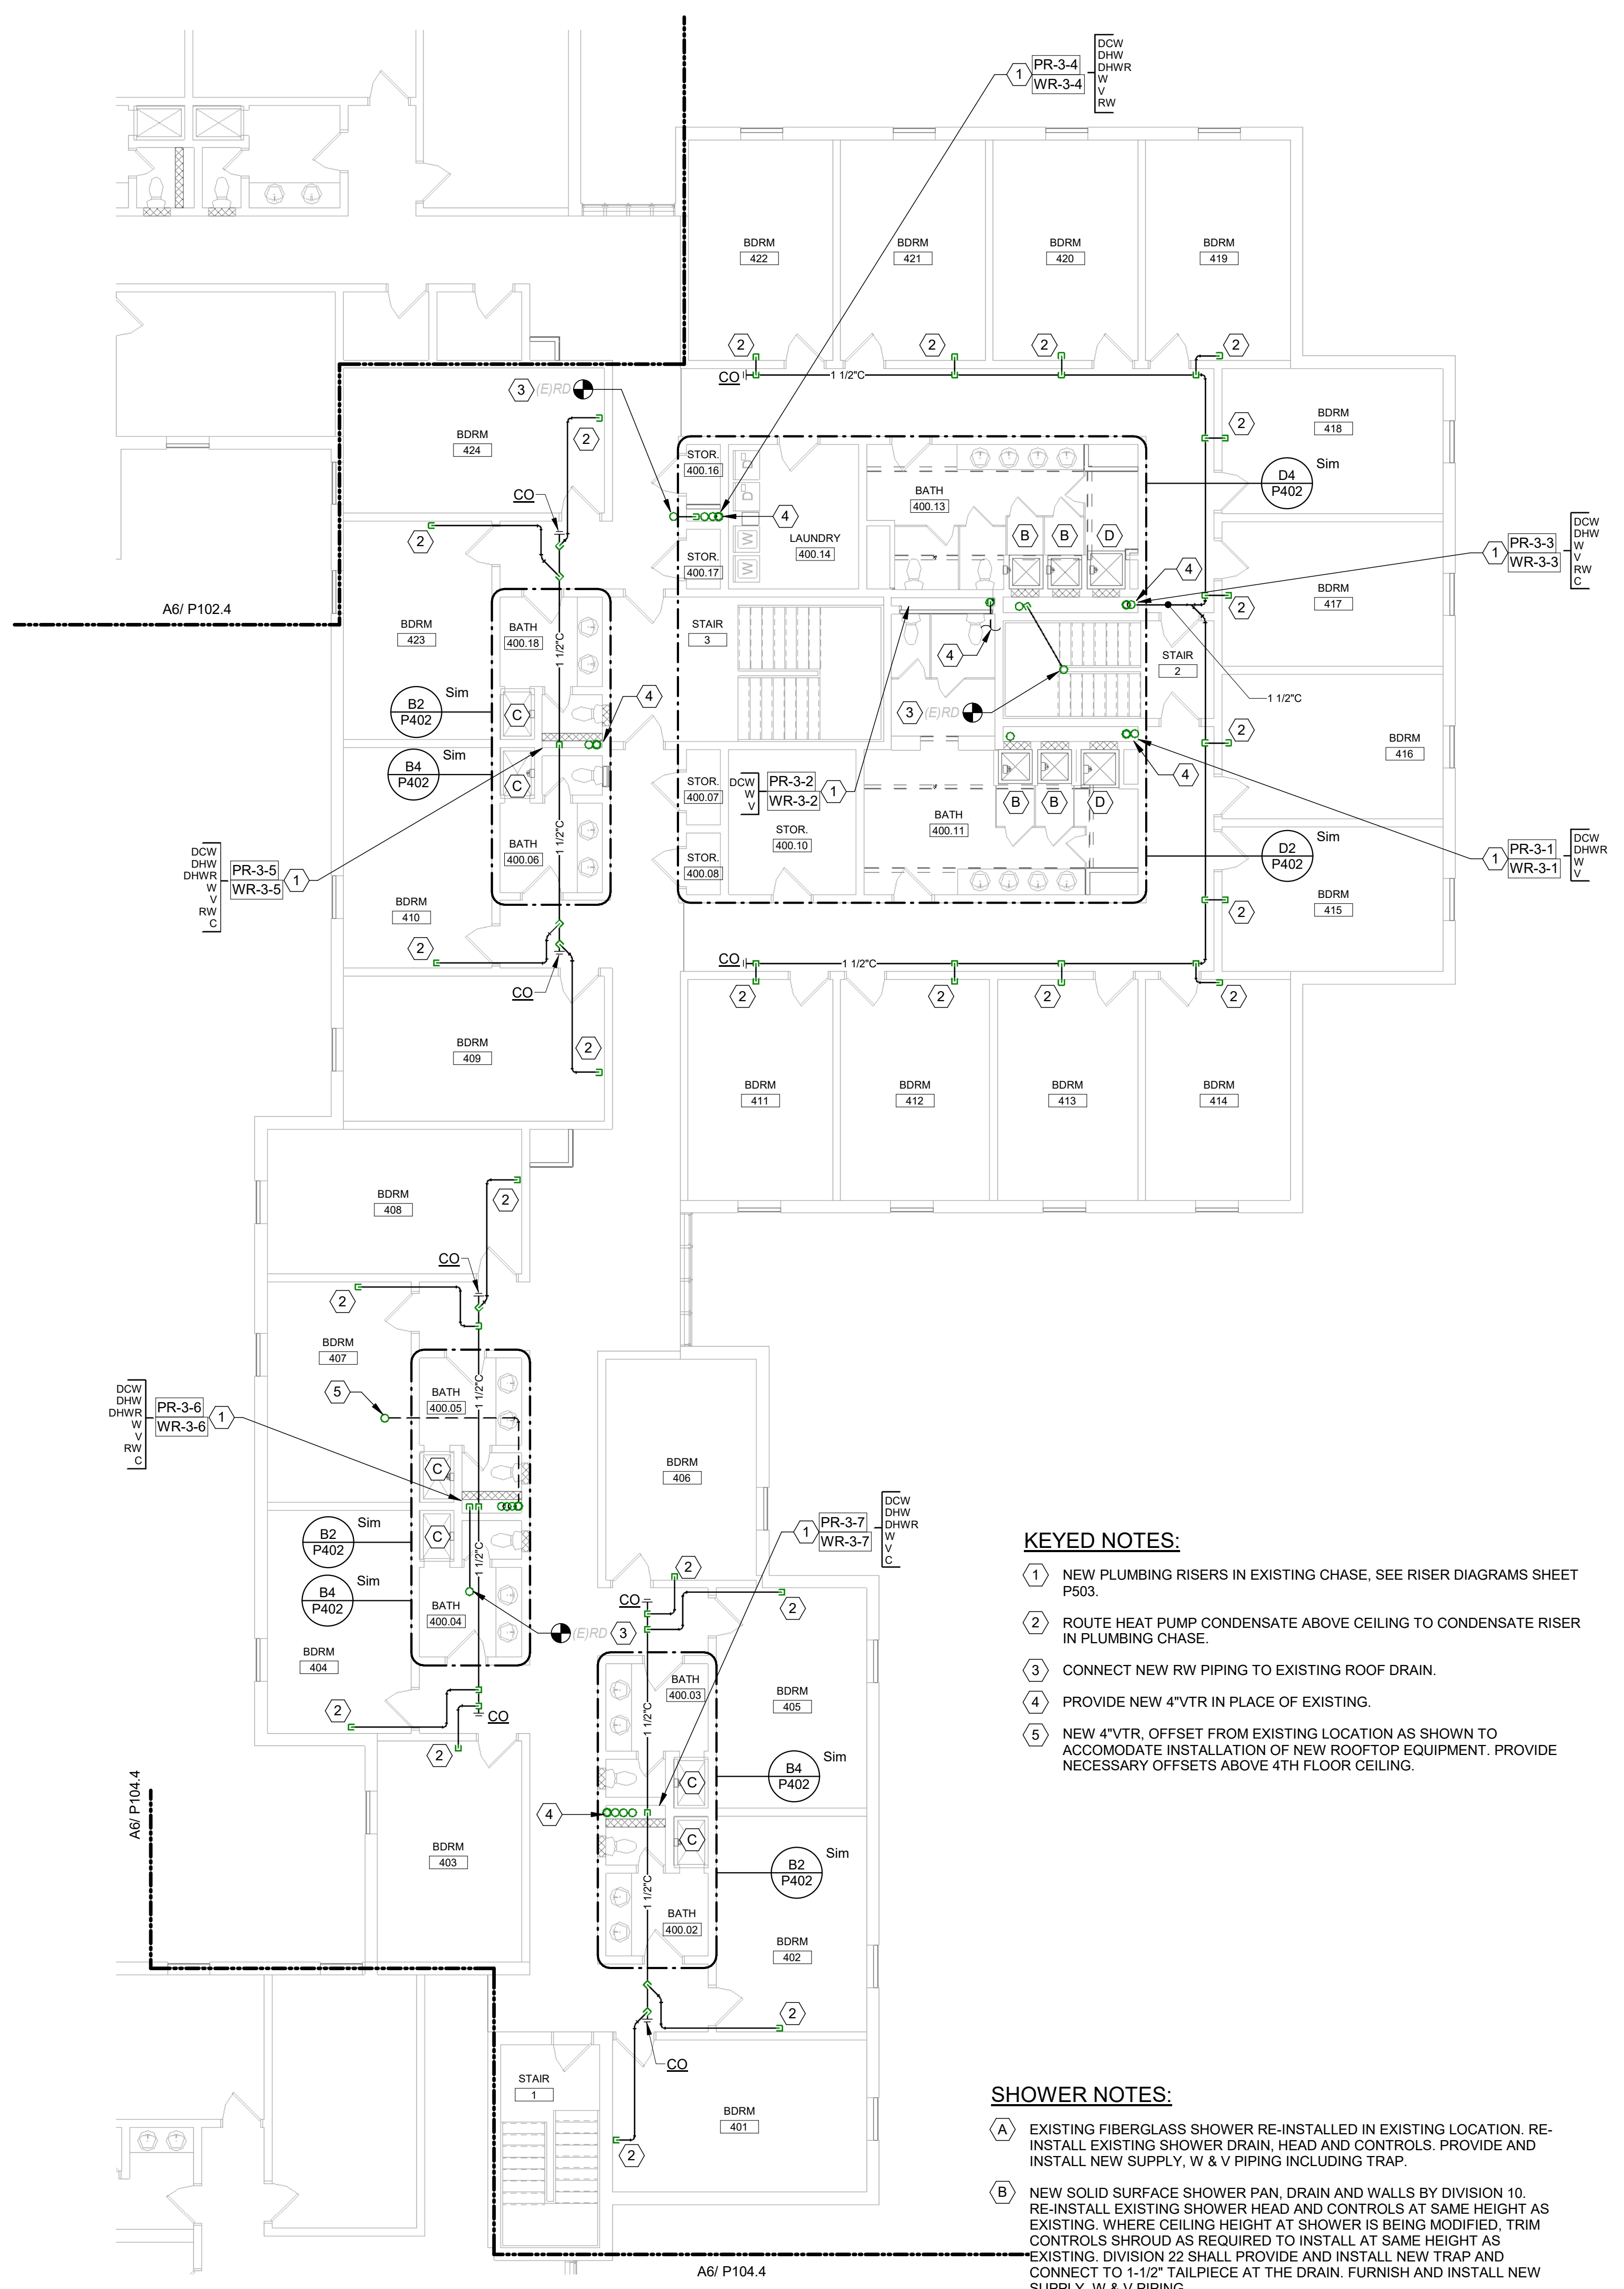 DCW
DHW
DHWR
W
V
RW
1
PR-3-4
WR-3-4
BDRM
422
BDRM
421
BDRM
420
BDRM
419
2
2
2
2
CO
1 1/2"C
3
(E)RD
2
BDRM
424
CO
2
STOR.
400.16
D
D
W
W
4
LAUNDRY
400.14
STOR.
400.17
BATH
400.13
B
B
D
2
BDRM
418
D4
P402
Sim
4
1
PR-3-3
WR-3-3
DCW
DHW
W
V
RW
C
2
BDRM
417
A6/ P102.4
BDRM
423
BATH
400.18
1 1/2"C
STAIR
3
4
STAIR
2
1 1/2"C
3
(E)RD
B2
P402
Sim
C
4
B4
P402
Sim
C
2
BDRM
416
4
STOR.
400.07
DCW
W
V
PR-3-2
WR-3-2
1
STOR.
400.10
B
B
D
BATH
400.11
1 1/2"C
BATH
400.06
STOR.
400.08
D2
P402
Sim
1
PR-3-1
WR-3-1
DCW
DHWR
W
V
DCW
DHW
DHWR
W
V
RW
C
PR-3-5
WR-3-5
1
BDRM
410
2
BDRM
415
2
CO
1 1/2"C
CO
2
2
2
2
BDRM
409
2
BDRM
411
BDRM
412
BDRM
413
BDRM
414
BDRM
408
2
CO
2
BDRM
407
5
BATH
400.05
1 1/2"C
DCW
DHW
DHWR
W
V
RW
C
PR-3-6
WR-3-6
1
C
BDRM
406
B2
P402
Sim
C
1 1/2"C
B4
P402
Sim
BATH
400.04
(E)RD
3
BDRM
404
2
CO
2
1
PR-3-7
WR-3-7
DCW
DHW
DHWR
W
V
C
2
CO
2
BATH
400.03
1 1/2"C
BDRM
405
B4
P402
Sim
C
4
C
B2
P402
Sim
1 1/2"C
BATH
400.02
BDRM
402
A6/ P104.4
BDRM
403
2
CO
STAIR
1
BDRM
401
2
A6/ P104.4
KEYED NOTES:
1 NEW PLUMBING RISERS IN EXISTING CHASE, SEE RISER DIAGRAMS SHEET
P503.
2 ROUTE HEAT PUMP CONDENSATE ABOVE CEILING TO CONDENSATE RISER
IN PLUMBING CHASE.
3 CONNECT NEW RW PIPING TO EXISTING ROOF DRAIN.
4 PROVIDE NEW 4"VTR IN PLACE OF EXISTING.
5 NEW 4"VTR, OFFSET FROM EXISTING LOCATION AS SHOWN TO
ACCOMODATE INSTALLATION OF NEW ROOFTOP EQUIPMENT. PROVIDE
NECESSARY OFFSETS ABOVE 4TH FLOOR CEILING.
SHOWER NOTES:
A EXISTING FIBERGLASS SHOWER RE-INSTALLED IN EXISTING LOCATION. RE-
INSTALL EXISTING SHOWER DRAIN, HEAD AND CONTROLS. PROVIDE AND
INSTALL NEW SUPPLY, W & V PIPING INCLUDING TRAP.
B NEW SOLID SURFACE SHOWER PAN, DRAIN AND WALLS BY DIVISION 10.
RE-INSTALL EXISTING SHOWER HEAD AND CONTROLS AT SAME HEIGHT AS
EXISTING. WHERE CEILING HEIGHT AT SHOWER IS BEING MODIFIED, TRIM
CONTROLS SHROUD AS REQUIRED TO INSTALL AT SAME HEIGHT AS
EXISTING. DIVISION 22 SHALL PROVIDE AND INSTALL NEW TRAP AND
CONNECT TO 1-1/2" TAILPIECE AT THE DRAIN. FURNISH AND INSTALL NEW
SUPPLY, W & V PIPING